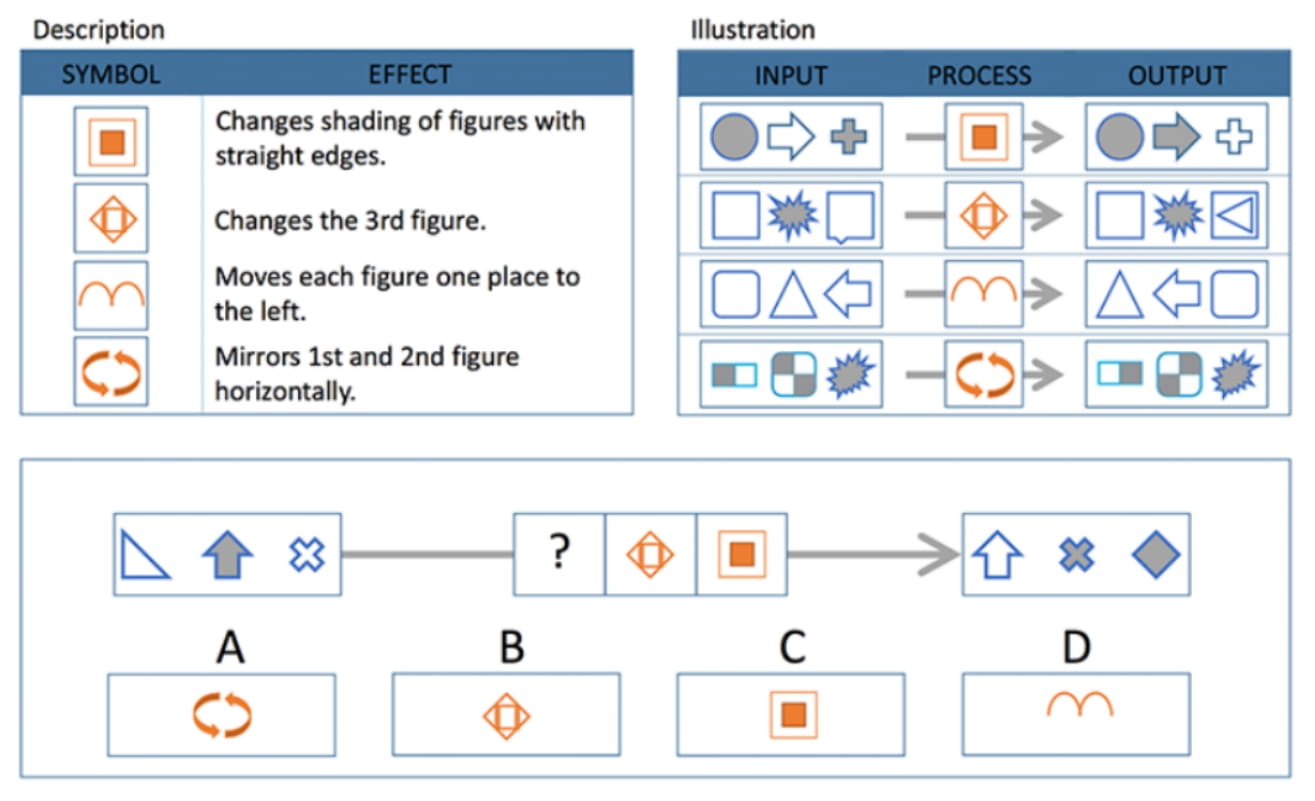 Description
SYMBOL EFFECT
Changes shading of figures with
straight edges.
Changes the 3rd figure.
Moves each figure one place to
the left.
Mirrors 1st and 2nd figure
horizontally.
Illustration
INPUT PROCESS OUTPUT
?
A B C D